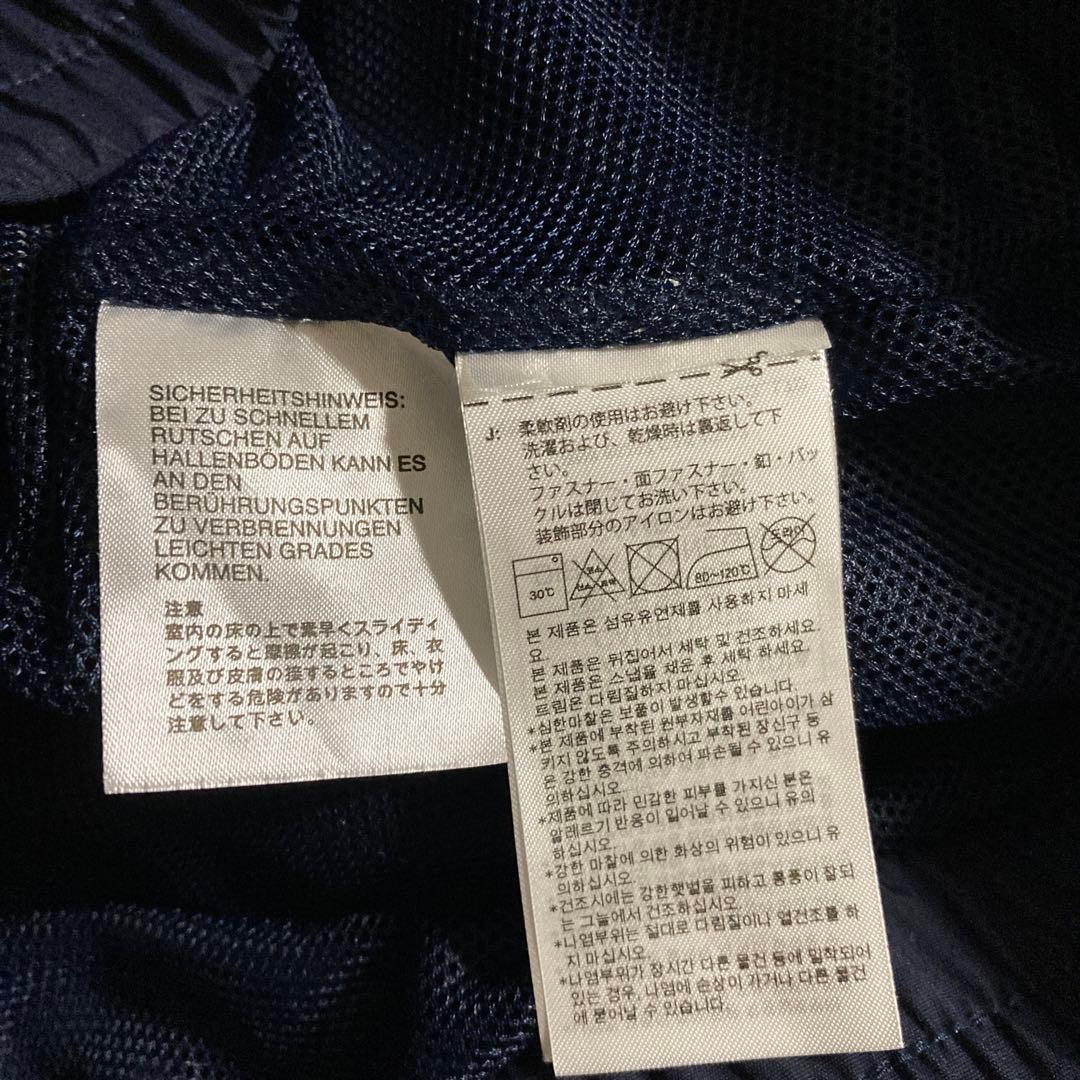 SICHERHEITSHINWEIS:
BEI ZU SCHNELLEM
RUTSCHEN AUF
HALLENBÖDEN KANN ES
AN DEN
BERÜHRUNGSPUNKTEN
ZU VERBRENNUNGEN
LEICHTEN GRADES
KOMMEN.
注意
室内の床の上で素早くスライディ
ングすると摩擦が起こり、床、衣
服及び皮膚の接するところでやけ
どをする危険がありますので十分
注意して下さい。
J: 柔軟剤の使用はお避け下さい。
洗濯および、乾燥時は裏返して下
さい。
ファスナー・面ファスナー・釦・バッ
クルは閉じてお洗い下さい。
装飾部分のアイロンはお避け下さい。
30℃ 염소 산소 표백 80~120℃ 드라이
본 제품은 섬유유연제를 사용하지 마세
요.
본 제품은 뒤집어서 세탁 및 건조하세요.
본 제품은 스냅을 채운 후 세탁 하세요.
트림은 다림질하지 마십시오.
*심한마찰은 보풀이 발생할수 있습니다.
*본 제품에 부착된 원부자재를 어린아이가 삼
키지 않도록 주의하시고 부착된 장신구 등
은 강한 충격에 의하여 파손될 수 있으니 유
의하십시오.
*제품에 따라 민감한 피부를 가지신 분은
알레르기 반응이 일어날 수 있으니 유의
하십시오.
*강한 마찰에 의한 화상의 위험이 있으니 유
의하십시오.
*건조시에는 강한햇볕을 피하고 통풍이 잘되
는 그늘에서 건조하십시오.
*나염부위는 절대로 다림질이나 열건조를 하
지 마십시오.
*나염부위가 장시간 다른 물건 등에 밀착되어
있는 경우, 나염에 손상이 가거나 다른 물건
에 묻어날 수 있습니다.